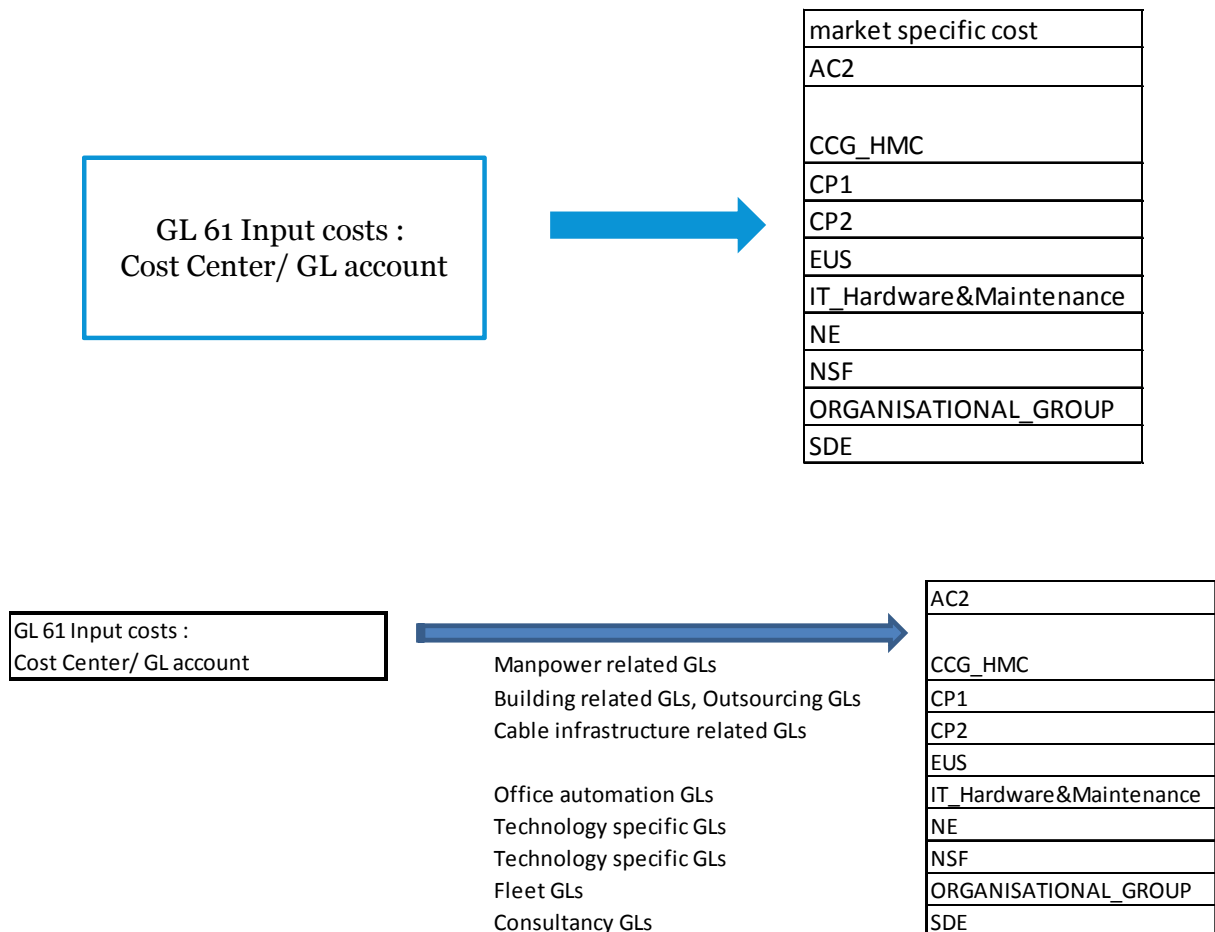 market specific cost
AC2
CCG_HMC
CP1
CP2
EUS
IT_Hardware&Maintenance
NE
NSF
ORGANISATIONAL_GROUP
SDE
GL 61 Input costs :
Cost Center/ GL account
GL 61 Input costs :
Cost Center/ GL account
AC2
Manpower related GLs CCG_HMC
Building related GLs, Outsourcing GLs CP1
Cable infrastructure related GLs CP2
EUS
Office automation GLs IT_Hardware&Maintenance
Technology specific GLs NE
Technology specific GLs NSF
Fleet GLs ORGANISATIONAL_GROUP
Consultancy GLs SDE